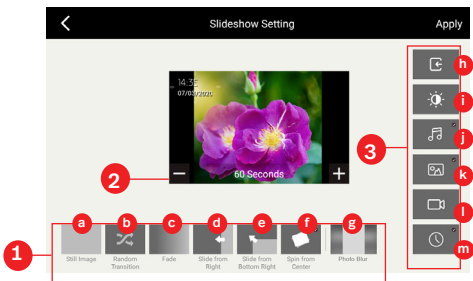 Slideshow Setting
Apply
14:35
07/03/2020
60 Seconds
1
2
3
a
b
c
d
e
f
g
h
i
j
k
l
m
Still Image
Random
Transition
Fade
Slide from
Right
Slide from
Bottom Right
Spin from
Center
Photo Blur